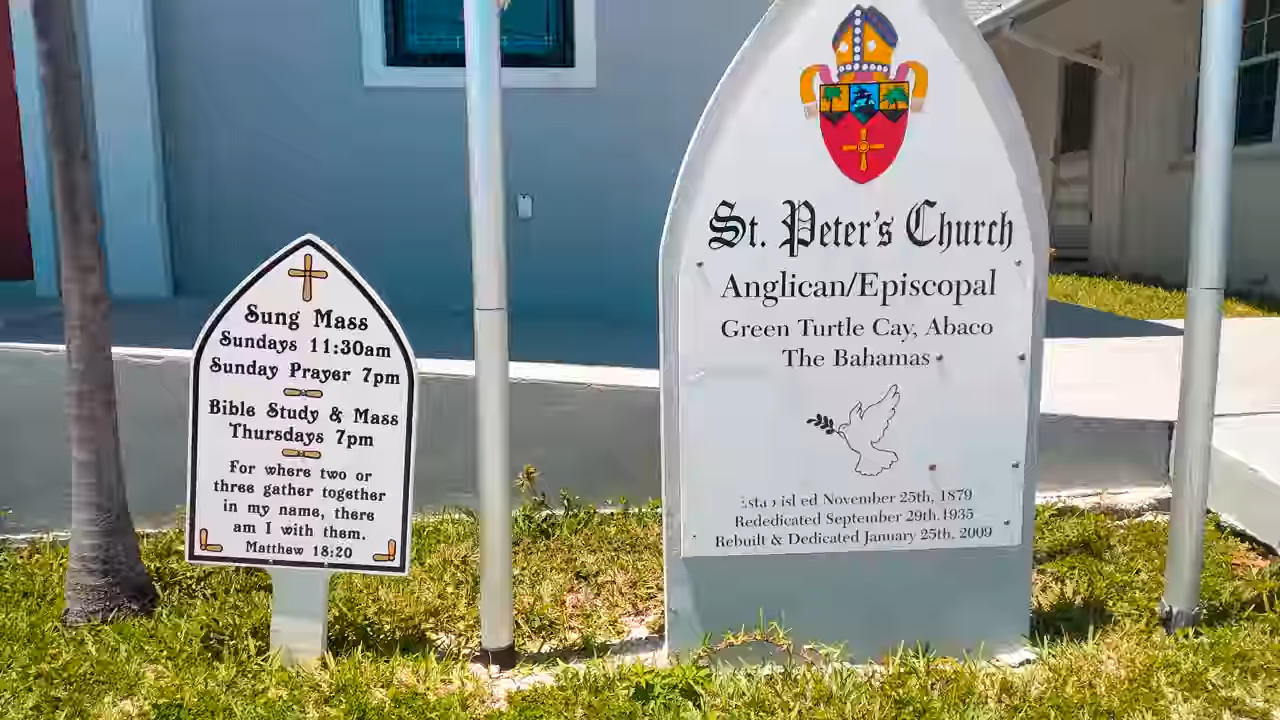 Sung Mass
Sundays 11:30am
Sunday Prayer 7pm
Bible Study & Mass
Thursdays 7pm
For where two or
three gather together
in my name, there
am I with them.
Matthew 18:20
St. Peter's Church
Anglican/Episcopal
Green Turtle Cay, Abaco
The Bahamas
November 25th, 1879
Rededicated September 29th, 1935
Rebuilt & Dedicated January 25th, 2009